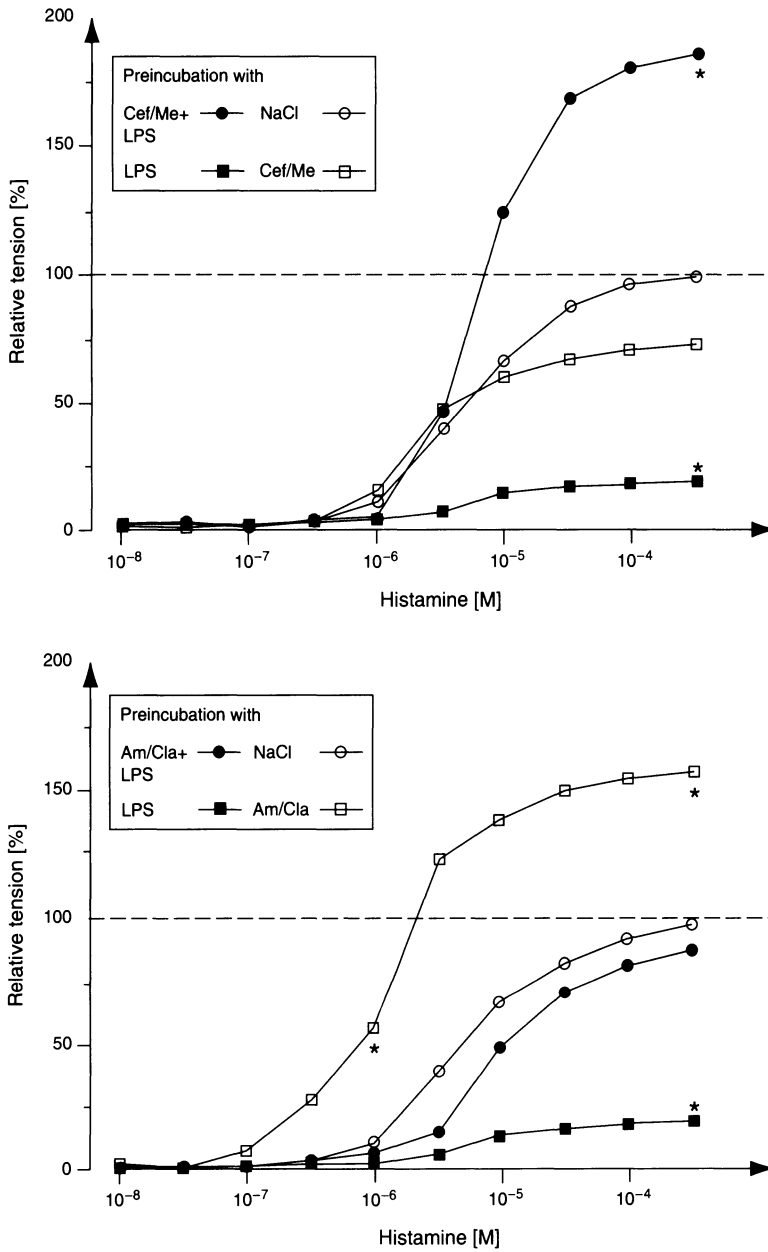 200
Preincubation with
Cef/Me+ NaCl
LPS
LPS Cef/Me
150
100
50
0
Relative tension [%]
10⁻⁸ 10⁻⁷ 10⁻⁶ 10⁻⁵ 10⁻⁴
Histamine [M]
*
*
200
Preincubation with
Am/Cla+ NaCl
LPS
LPS Am/Cla
150
100
50
0
Relative tension [%]
10⁻⁸ 10⁻⁷ 10⁻⁶ 10⁻⁵ 10⁻⁴
Histamine [M]
*
*
*